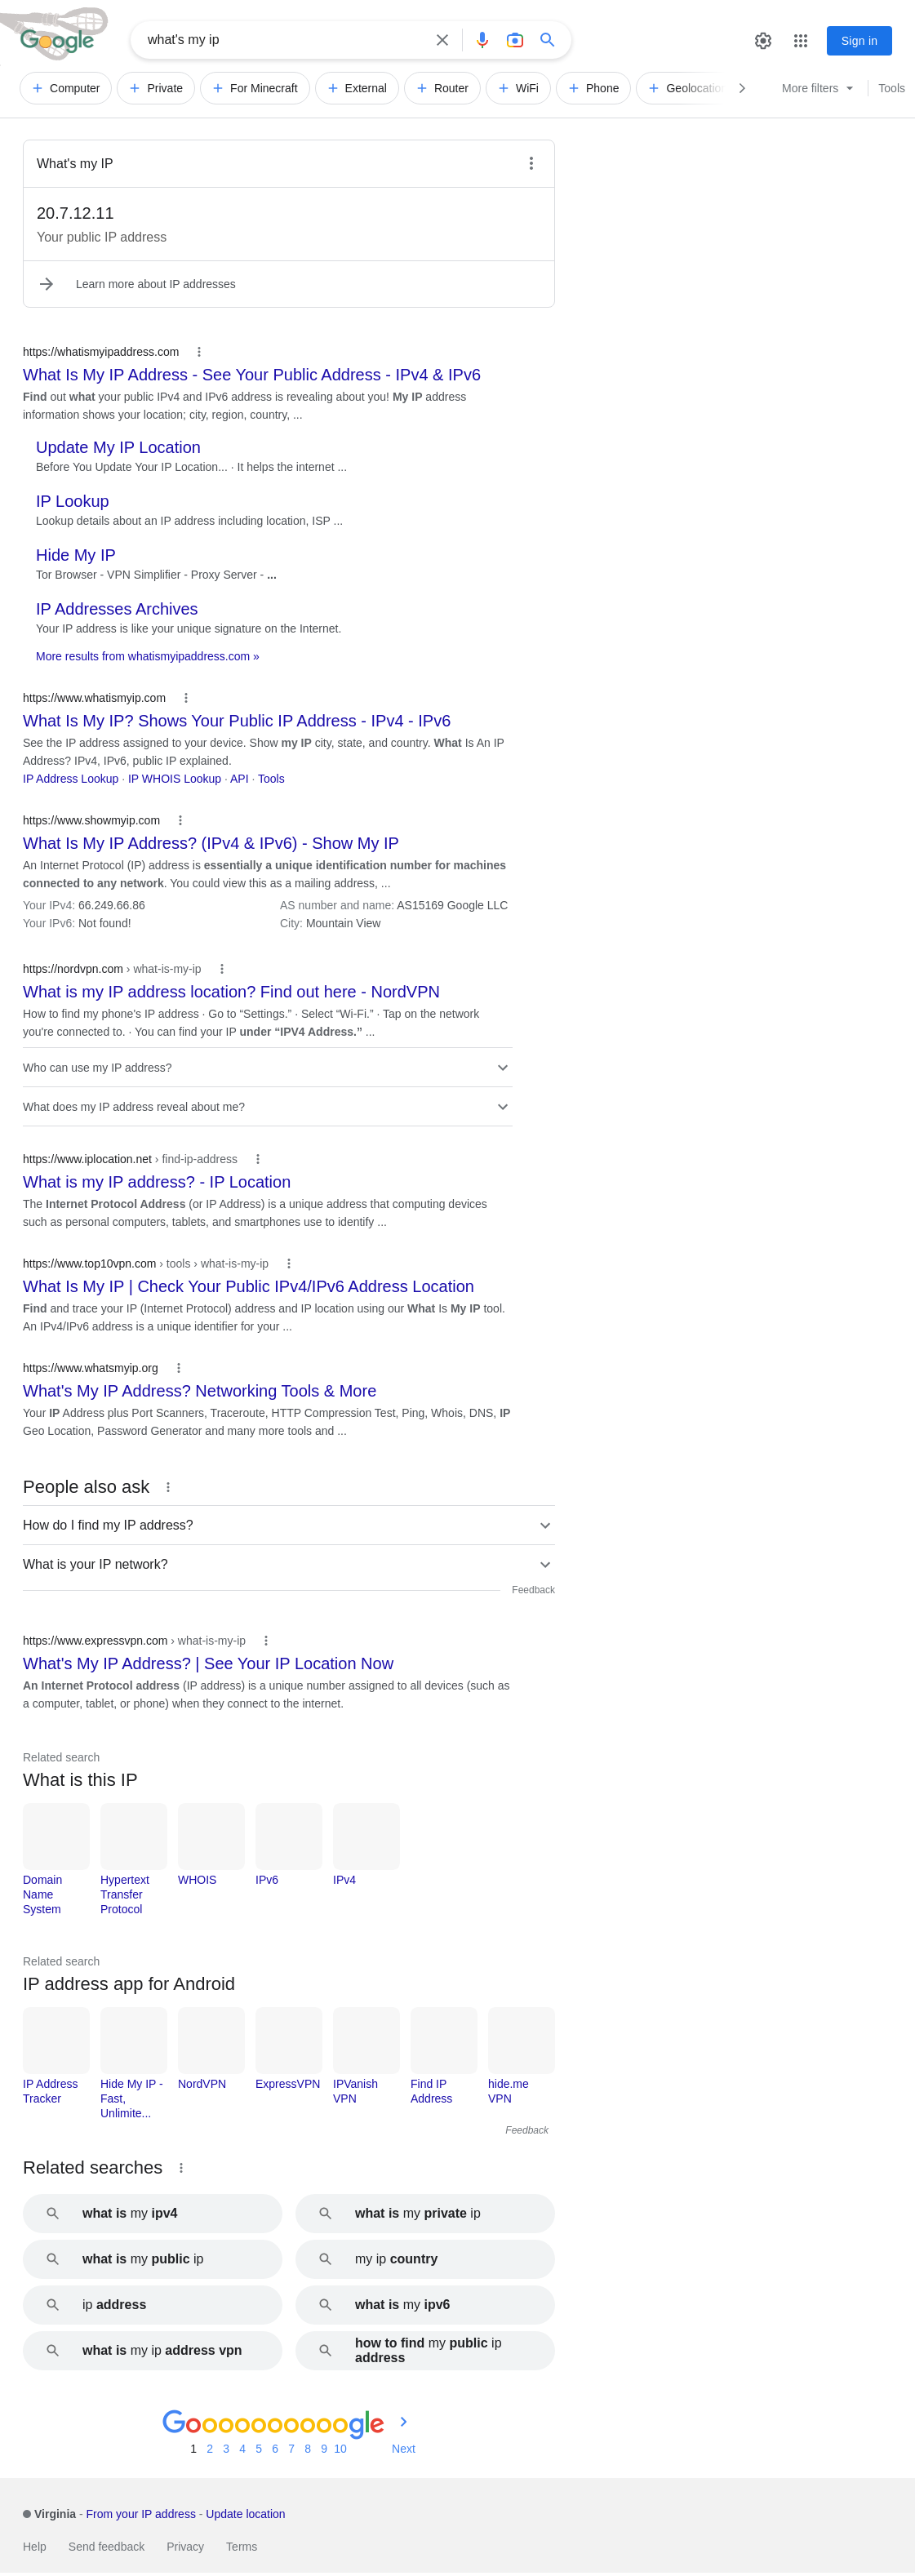 Google
what's my ip
Sign in
Computer
Private
For Minecraft
External
Router
WiFi
Phone
Geolocation
More filters
Tools
What's my IP
20.7.12.11
Your public IP address
Learn more about IP addresses
https://whatismyipaddress.com
What Is My IP Address - See Your Public Address - IPv4 & IPv6
Find out what your public IPv4 and IPv6 address is revealing about you! My IP address
information shows your location; city, region, country, ...
Update My IP Location
Before You Update Your IP Location... · It helps the internet ...
IP Lookup
Lookup details about an IP address including location, ISP ...
Hide My IP
Tor Browser - VPN Simplifier - Proxy Server - ...
IP Addresses Archives
Your IP address is like your unique signature on the Internet.
More results from whatismyipaddress.com »
https://www.whatismyip.com
What Is My IP? Shows Your Public IP Address - IPv4 - IPv6
See the IP address assigned to your device. Show my IP city, state, and country. What Is An IP
Address? IPv4, IPv6, public IP explained.
IP Address Lookup · IP WHOIS Lookup · API · Tools
https://www.showmyip.com
What Is My IP Address? (IPv4 & IPv6) - Show My IP
An Internet Protocol (IP) address is essentially a unique identification number for machines
connected to any network. You could view this as a mailing address, ...
Your IPv4: 66.249.66.86
AS number and name: AS15169 Google LLC
Your IPv6: Not found!
City: Mountain View
https://nordvpn.com › what-is-my-ip
What is my IP address location? Find out here - NordVPN
How to find my phone's IP address · Go to “Settings.” · Select “Wi-Fi.” · Tap on the network
you're connected to. · You can find your IP under “IPV4 Address.” ...
Who can use my IP address?
What does my IP address reveal about me?
https://www.iplocation.net › find-ip-address
What is my IP address? - IP Location
The Internet Protocol Address (or IP Address) is a unique address that computing devices
such as personal computers, tablets, and smartphones use to identify ...
https://www.top10vpn.com › tools › what-is-my-ip
What Is My IP | Check Your Public IPv4/IPv6 Address Location
Find and trace your IP (Internet Protocol) address and IP location using our What Is My IP tool.
An IPv4/IPv6 address is a unique identifier for your ...
https://www.whatsmyip.org
What's My IP Address? Networking Tools & More
Your IP Address plus Port Scanners, Traceroute, HTTP Compression Test, Ping, Whois, DNS, IP
Geo Location, Password Generator and many more tools and ...
People also ask
How do I find my IP address?
What is your IP network?
Feedback
https://www.expressvpn.com › what-is-my-ip
What's My IP Address? | See Your IP Location Now
An Internet Protocol address (IP address) is a unique number assigned to all devices (such as
a computer, tablet, or phone) when they connect to the internet.
Related search
What is this IP
Domain
Name
System
Hypertext
Transfer
Protocol
WHOIS
IPv6
IPv4
Related search
IP address app for Android
IP Address
Tracker
Hide My IP -
Fast,
Unlimite...
NordVPN
ExpressVPN
IPVanish
VPN
Find IP
Address
hide.me
VPN
Feedback
Related searches
what is my ipv4
what is my private ip
what is my public ip
my ip country
ip address
what is my ipv6
what is my ip address vpn
how to find my public ip
address
Goooooooooogle
1 2 3 4 5 6 7 8 9 10 Next
Virginia - From your IP address - Update location
Help Send feedback Privacy Terms